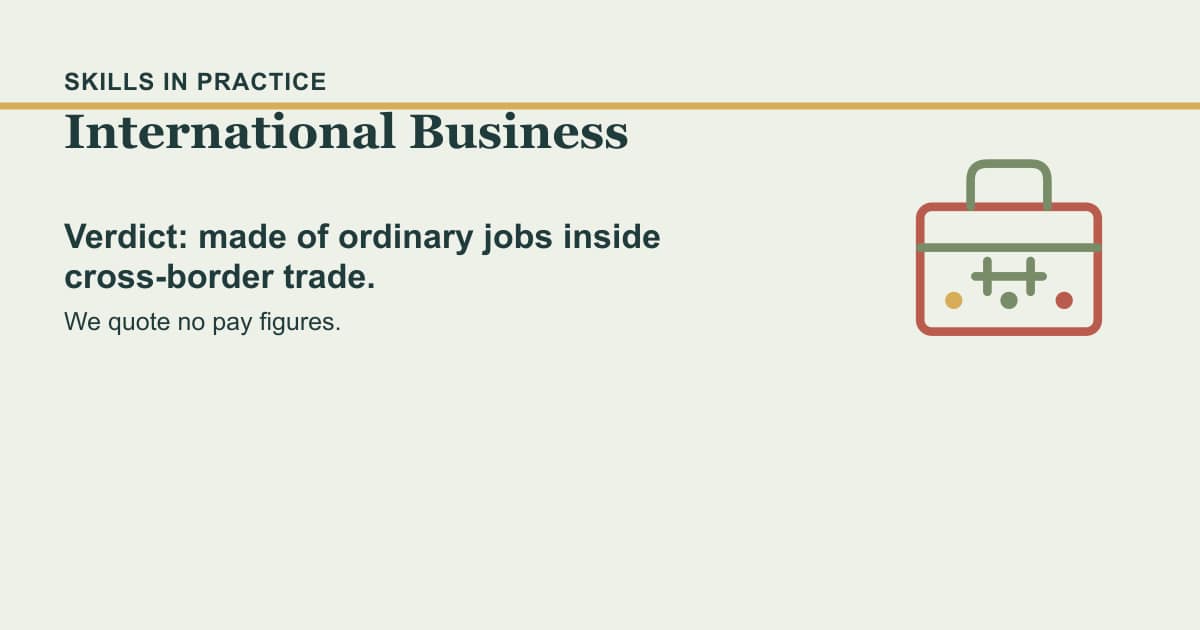 SKILLS IN PRACTICE
International Business
Verdict: made of ordinary jobs inside
cross-border trade.
We quote no pay figures.